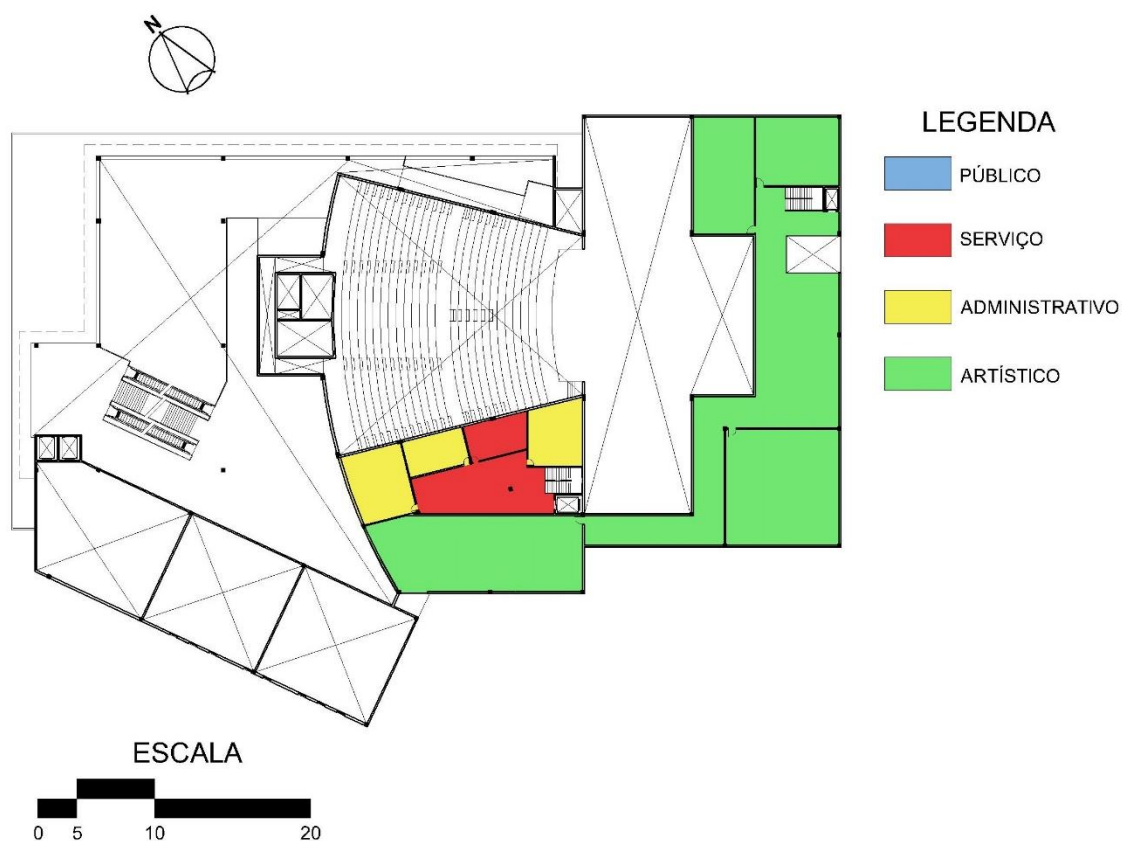 N
LEGENDA
PÚBLICO
SERVIÇO
ADMINISTRATIVO
ARTÍSTICO
ESCALA
0 5 10 20